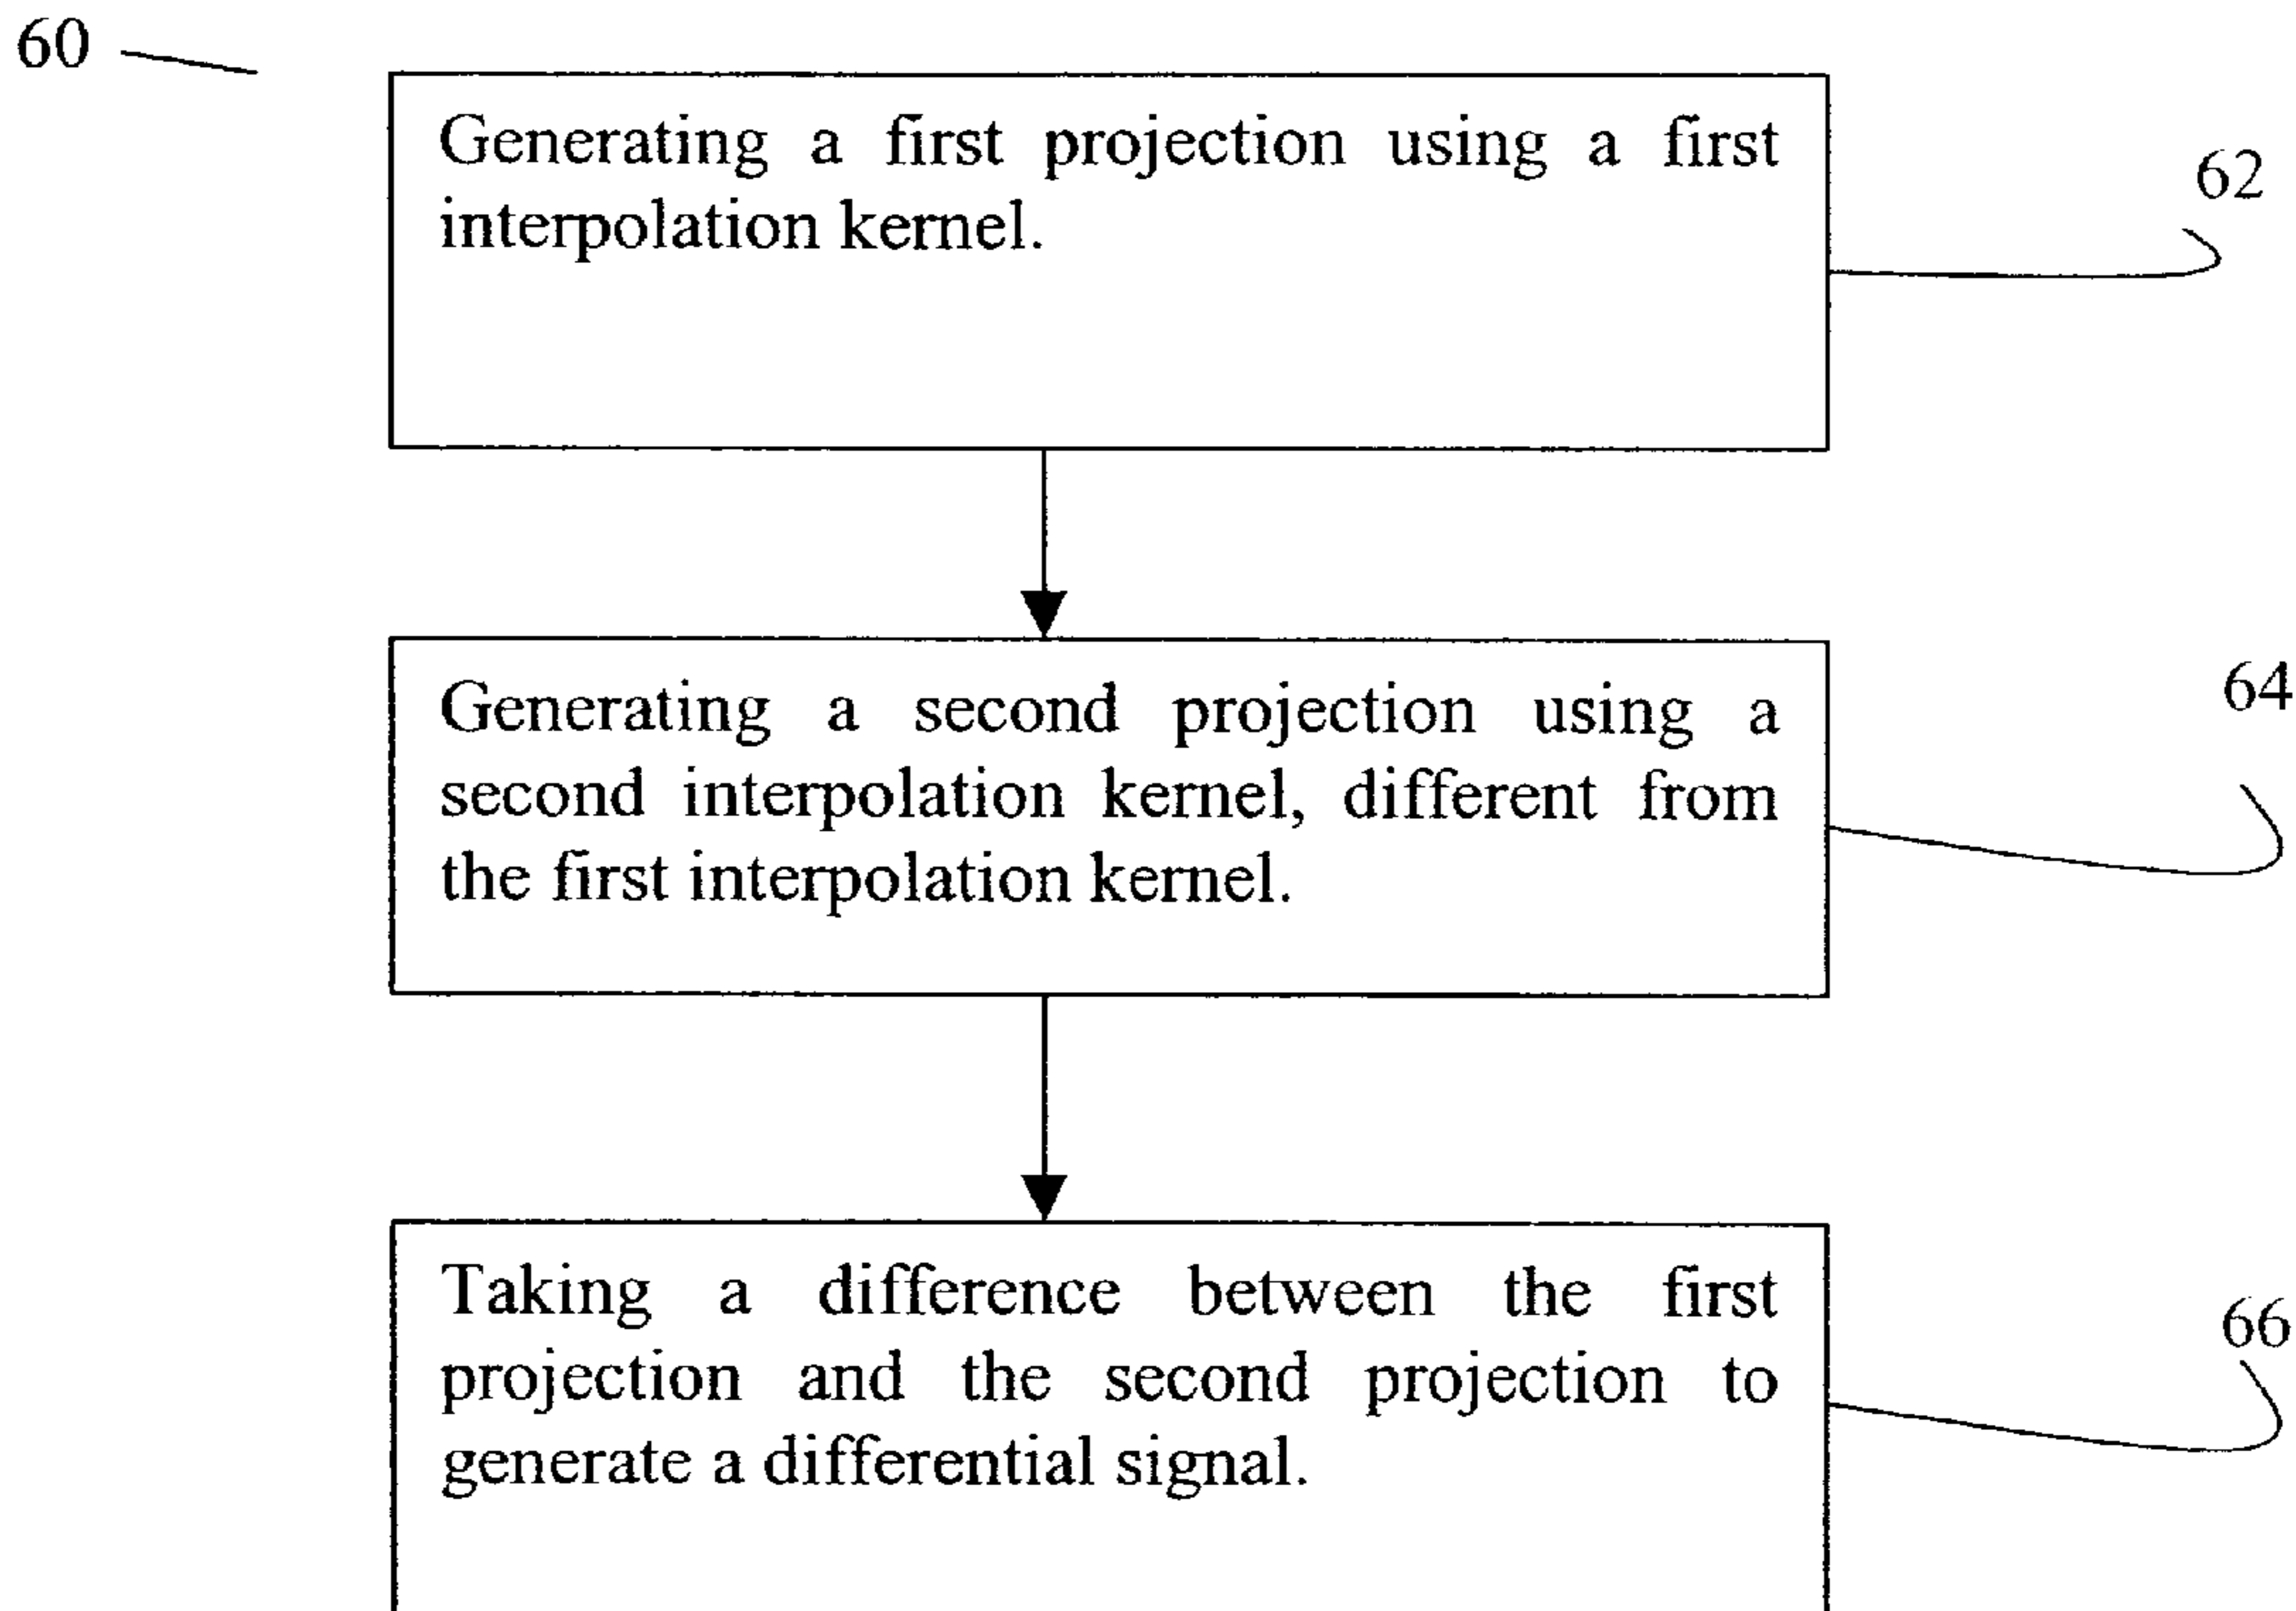 60
Generating a first projection using a first
interpolation kernel.
62
Generating a second projection using a
second interpolation kernel, different from
the first interpolation kernel.
64
Taking a difference between the first
projection and the second projection to
generate a differential signal.
66